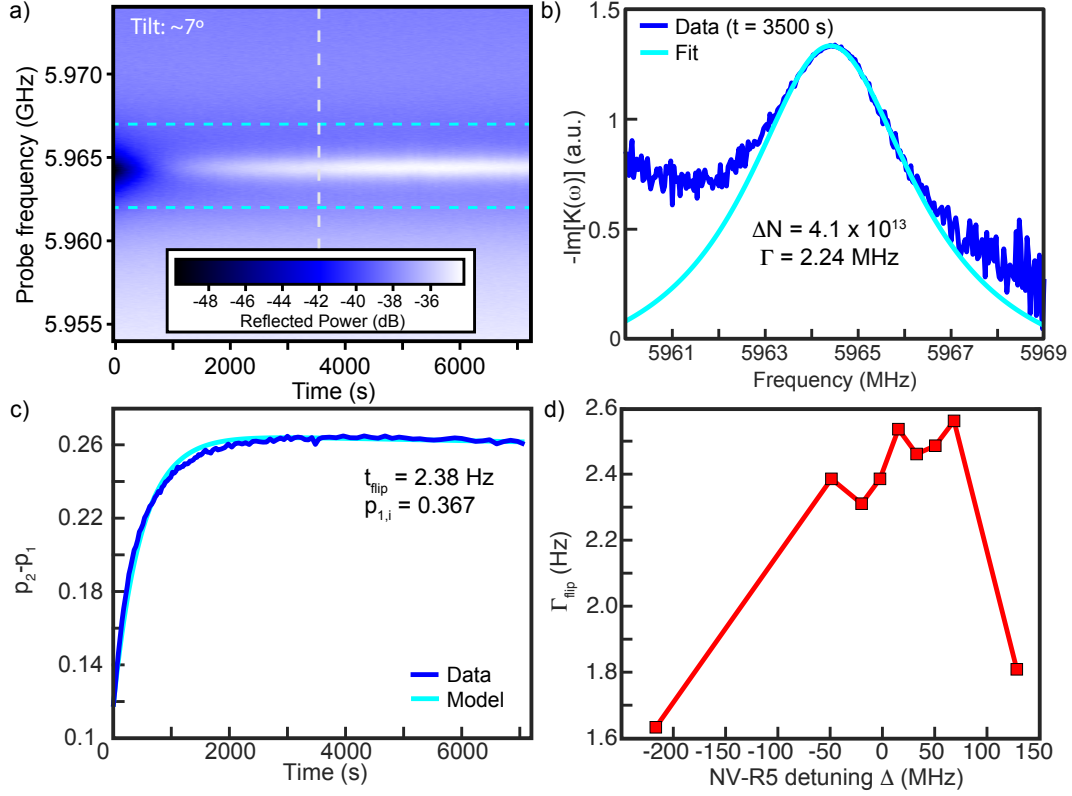 a)
Tilt: ~7°
Probe frequency (GHz)
5.970
5.965
5.960
5.955
-48 -46 -44 -42 -40 -38 -36
Reflected Power (dB)
0 2000 4000 6000
Time (s)
b)
-Im[K(ω)] (a.u.)
1.5
1
0.5
0
Data (t = 3500 s)
Fit
ΔN = 4.1 x 10¹³
Γ = 2.24 MHz
5961 5963 5965 5967 5969
Frequency (MHz)
c)
p₂-p₁
0.26
0.22
0.18
0.14
0.1
t_flip = 2.38 Hz
p_1,i = 0.367
Data
Model
0 2000 4000 6000
Time (s)
d)
Γ_flip (Hz)
2.6
2.4
2.2
2.0
1.8
1.6
-200 -150 -100 -50 0 50 100 150
NV-R5 detuning Δ (MHz)